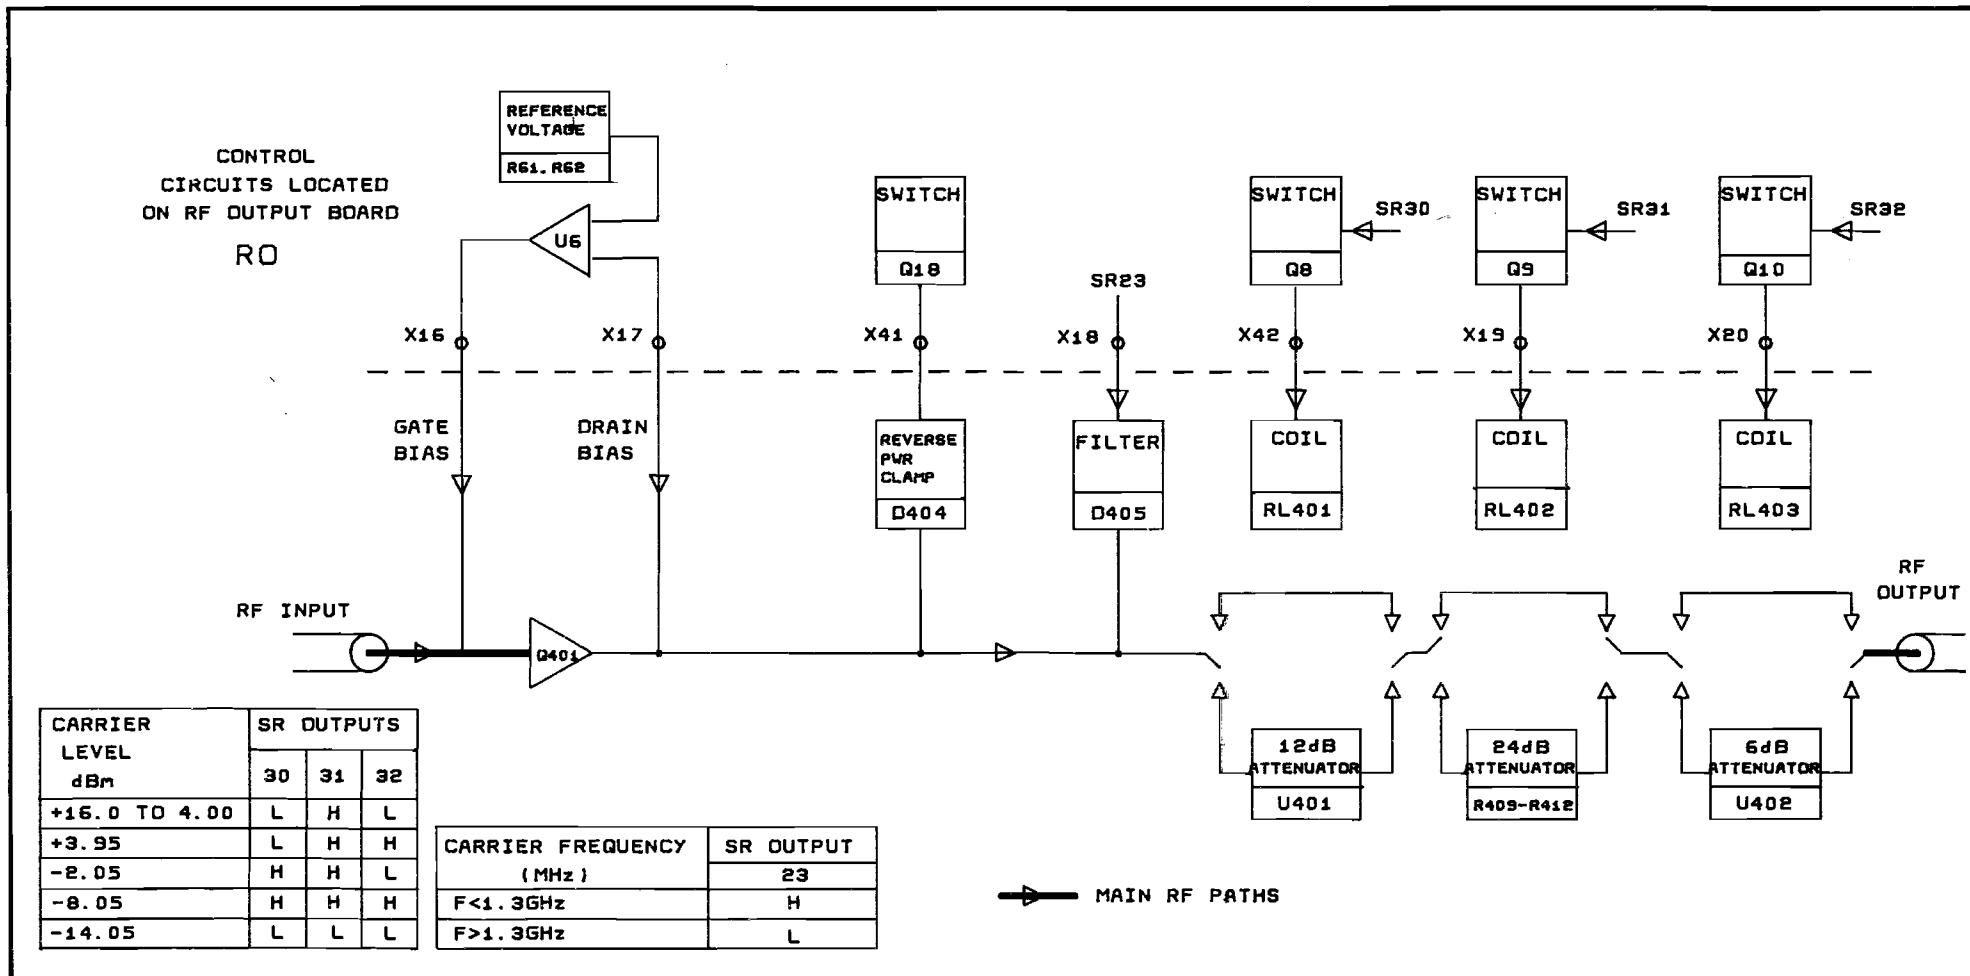 REFERENCE
VOLTAGE
R61.R62
CONTROL
CIRCUITS LOCATED
ON RF OUTPUT BOARD
RO
U6
SWITCH
Q18
SWITCH
Q8
SR30
SWITCH
Q9
SR31
SWITCH
Q10
SR32
SR23
X16
X17
X41
X18
X42
X19
X20
GATE
BIAS
DRAIN
BIAS
REVERSE
PWR
CLAMP
D404
FILTER
D405
COIL
RL401
COIL
RL402
COIL
RL403
RF INPUT
Q401
RF
OUTPUT
12dB
ATTENUATOR
U401
24dB
ATTENUATOR
R409-R412
6dB
ATTENUATOR
U402
CARRIER LEVEL dBm SR OUTPUTS
30 31 32
+16.0 TO 4.00 L H L
+3.95 L H H
-2.05 H H L
-8.05 H H H
-14.05 L L L
CARRIER FREQUENCY (MHz) SR OUTPUT
23
F<1.3GHz H
F>1.3GHz L
MAIN RF PATHS